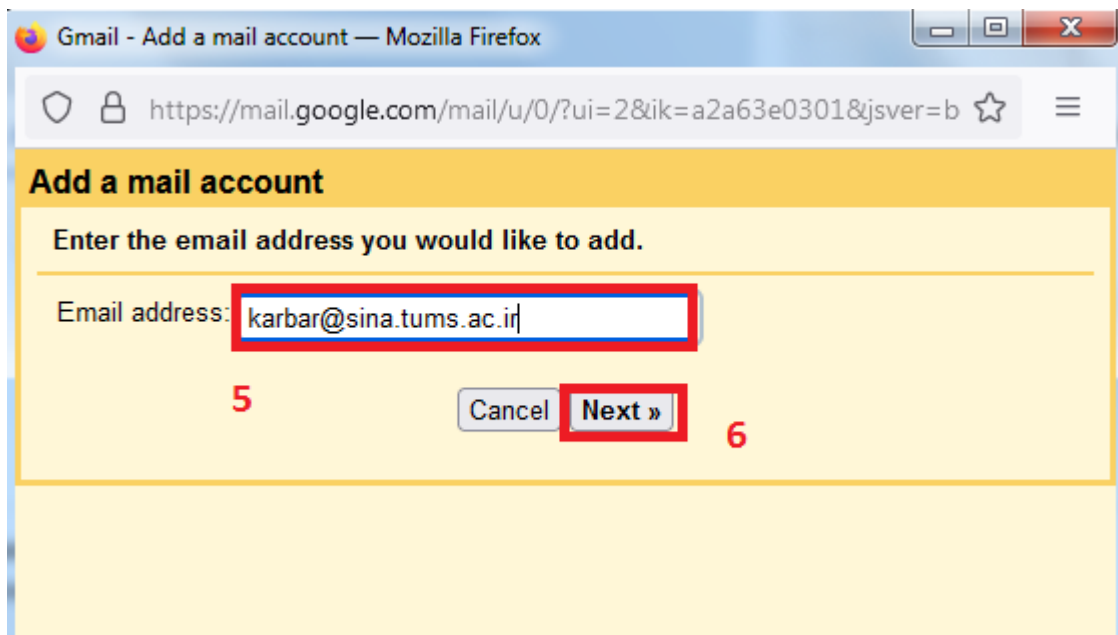 Gmail - Add a mail account — Mozilla Firefox
https://mail.google.com/mail/u/0/?ui=2&ik=a2a63e0301&jsver=b
Add a mail account
Enter the email address you would like to add.
Email address: karbar@sina.tums.ac.ir
5
Cancel Next »
6